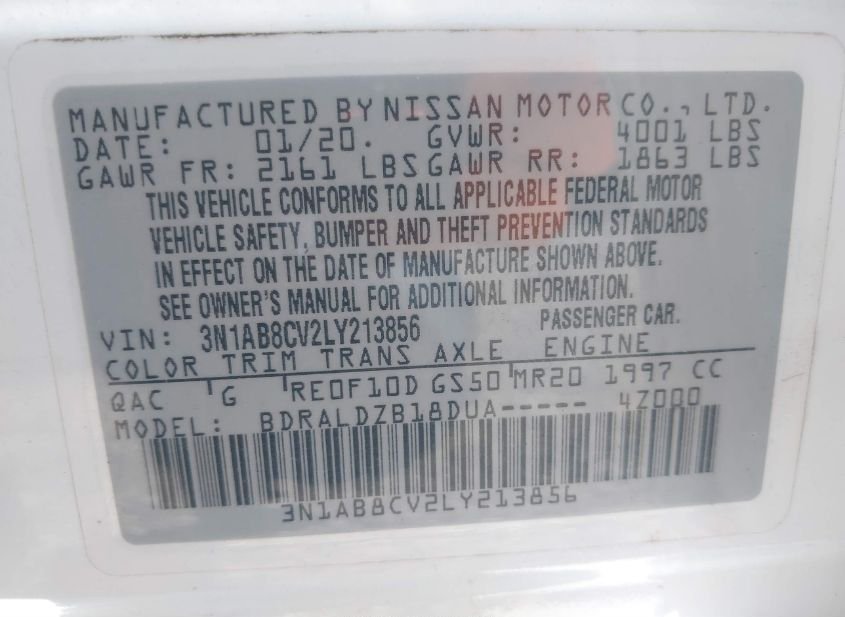 MANUFACTURED BY NISSAN MOTOR CO., LTD.
DATE: 01/20. GVWR: 4001 LBS
GAWR FR: 2161 LBS GAWR RR: 1863 LBS
THIS VEHICLE CONFORMS TO ALL APPLICABLE FEDERAL MOTOR
VEHICLE SAFETY, BUMPER AND THEFT PREVENTION STANDARDS
IN EFFECT ON THE DATE OF MANUFACTURE SHOWN ABOVE.
SEE OWNER'S MANUAL FOR ADDITIONAL INFORMATION.
VIN: 3N1AB8CV2LY213856 PASSENGER CAR.
COLOR TRIM TRANS AXLE ENGINE
QAC G RE0F10D GS50 MR20 1997 CC
MODEL: BDRALDZB18DUA----- 4Z000
3N1AB8CV2LY213856